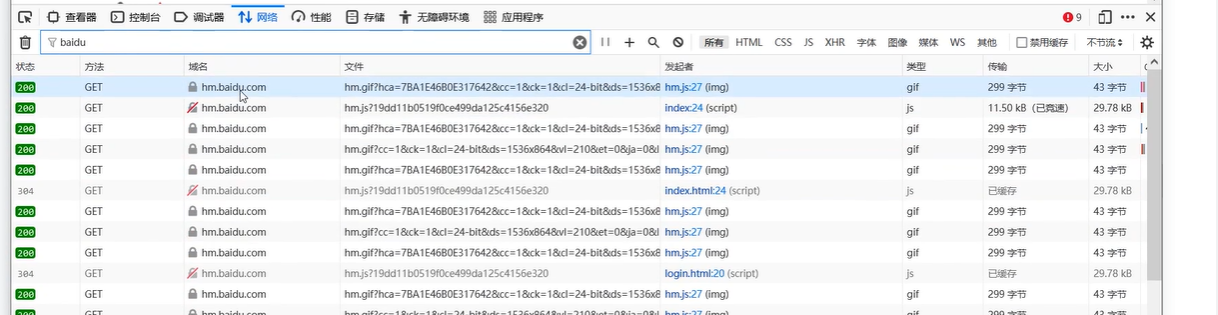 查看器 控制台 调试器 网络 性能 存储 无障碍环境 应用程序 9
baidu 所有 HTML CSS JS XHR 字体 图像 媒体 WS 其他 禁用缓存 不节流
状态 方法 域名 文件 发起者 类型 传输 大小
200 GET hm.baidu.com hm.gif?hca=7BA1E46B0E317642&cc=1&ck=1&cl=24-bit&ds=1536x8 hm.js:27 (img) gif 299 字节 43 字节
200 GET hm.baidu.com hm.js?19dd11b0519f0ce499da125c4156e320 index:24 (script) js 11.50 kB（已竞速） 29.78 kB
200 GET hm.baidu.com hm.gif?hca=7BA1E46B0E317642&cc=1&ck=1&cl=24-bit&ds=1536x8 hm.js:27 (img) gif 299 字节 43 字节
200 GET hm.baidu.com hm.gif?cc=1&ck=1&cl=24-bit&ds=1536x864&vl=210&et=0&ja=0&l hm.js:27 (img) gif 299 字节 43 字节
200 GET hm.baidu.com hm.gif?hca=7BA1E46B0E317642&cc=1&ck=1&cl=24-bit&ds=1536x8 hm.js:27 (img) gif 299 字节 43 字节
304 GET hm.baidu.com hm.js?19dd11b0519f0ce499da125c4156e320 index.html:24 (script) js 已缓存 29.78 kB
200 GET hm.baidu.com hm.gif?hca=7BA1E46B0E317642&cc=1&ck=1&cl=24-bit&ds=1536x8 hm.js:27 (img) gif 299 字节 43 字节
200 GET hm.baidu.com hm.gif?cc=1&ck=1&cl=24-bit&ds=1536x864&vl=210&et=0&ja=0&l hm.js:27 (img) gif 299 字节 43 字节
200 GET hm.baidu.com hm.gif?hca=7BA1E46B0E317642&cc=1&ck=1&cl=24-bit&ds=1536x8 hm.js:27 (img) gif 299 字节 43 字节
304 GET hm.baidu.com hm.js?19dd11b0519f0ce499da125c4156e320 login.html:20 (script) js 已缓存 29.78 kB
200 GET hm.baidu.com hm.gif?hca=7BA1E46B0E317642&cc=1&ck=1&cl=24-bit&ds=1536x8 hm.js:27 (img) gif 299 字节 43 字节